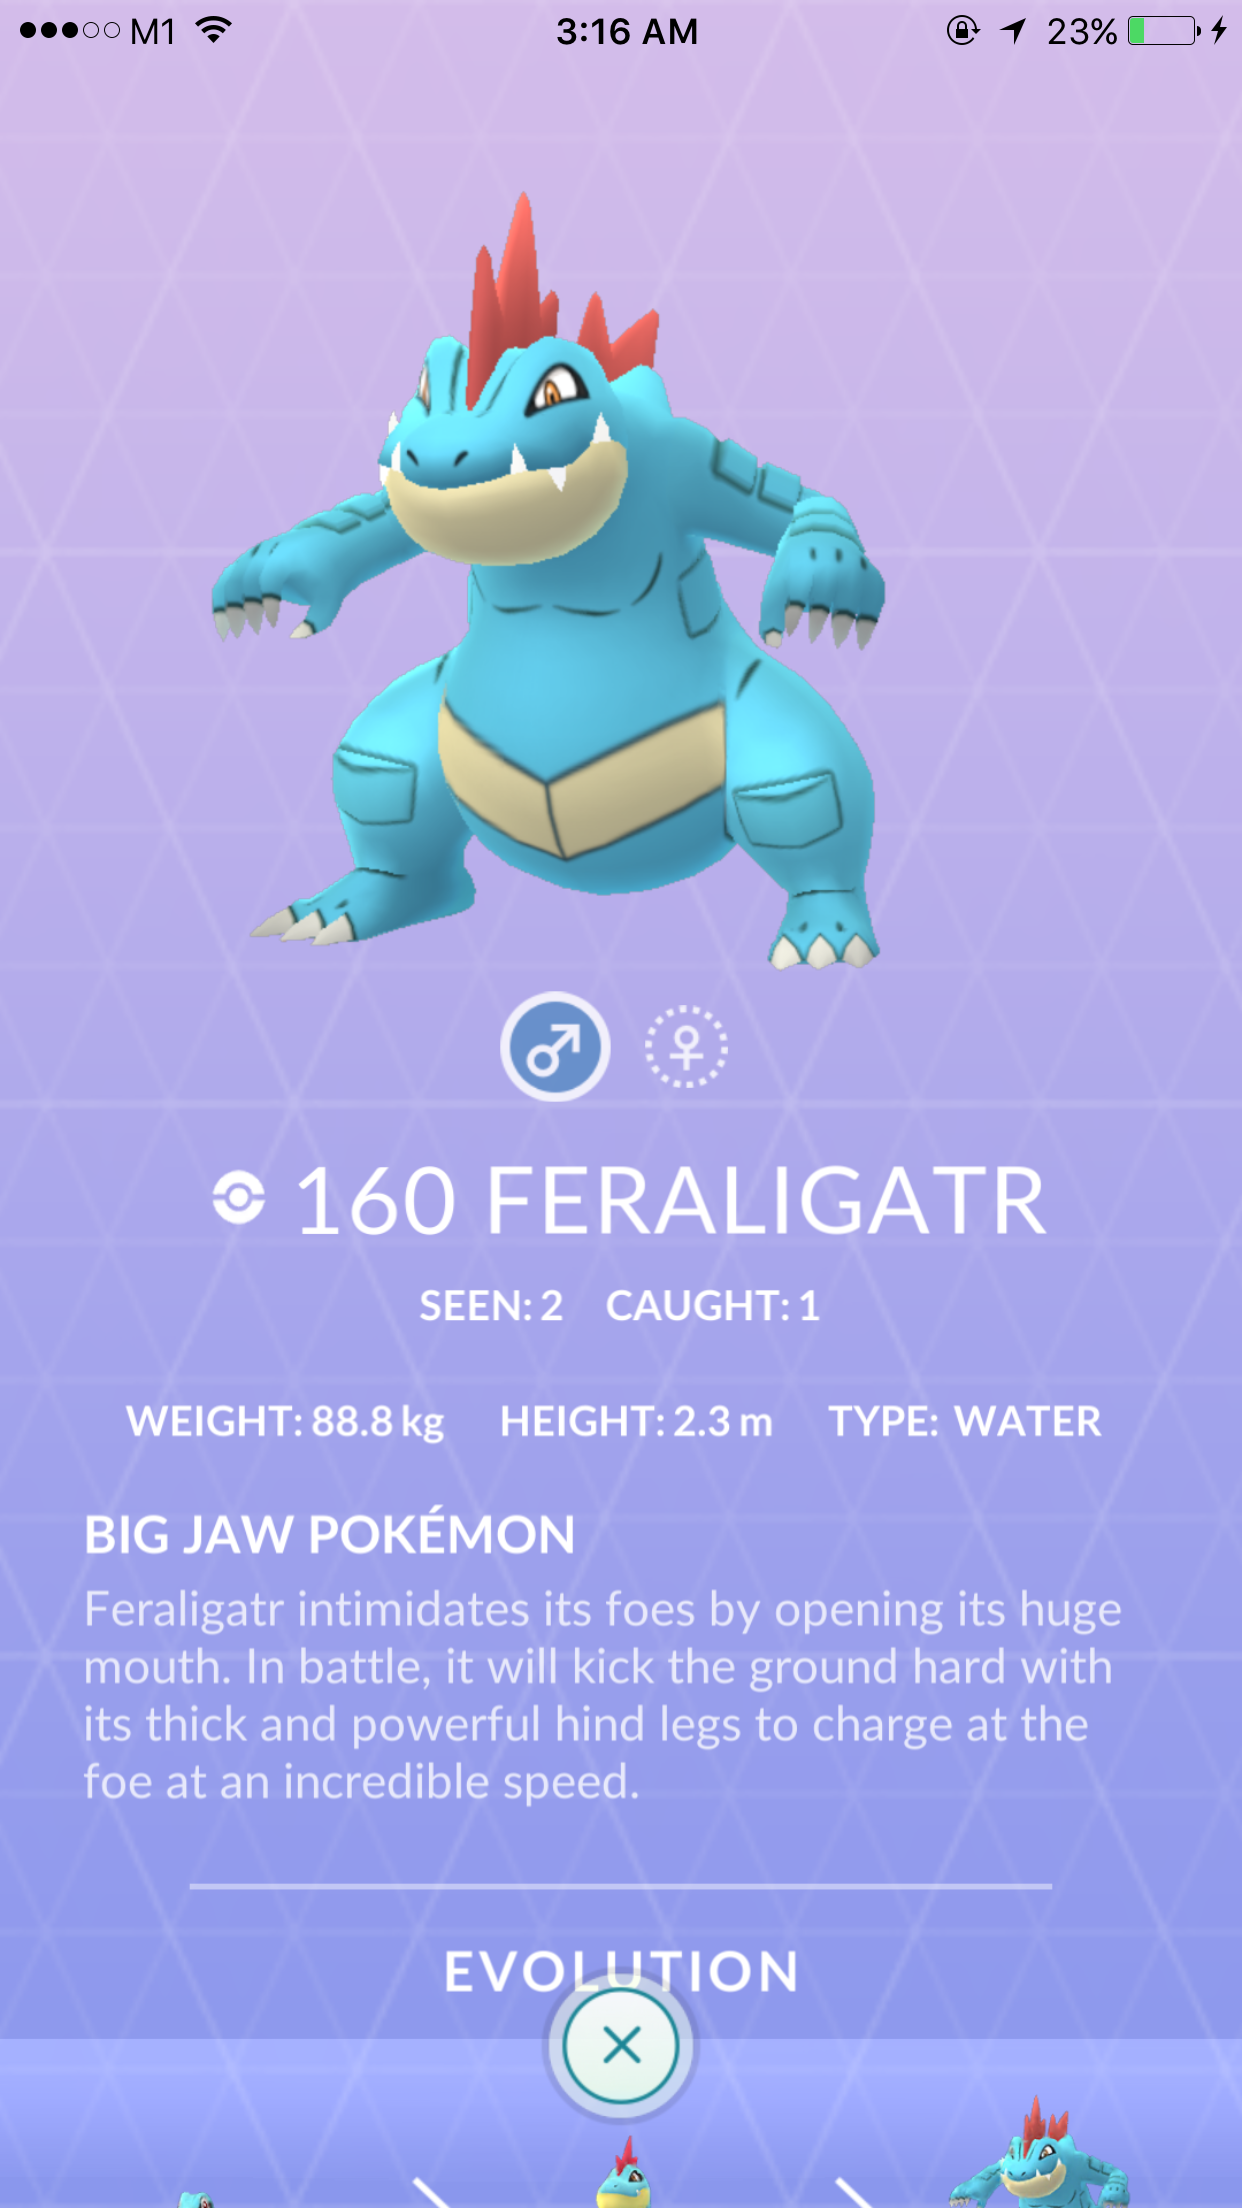 M1 3:16 AM 23%
160 FERALIGATR
SEEN: 2 CAUGHT: 1
WEIGHT: 88.8 kg HEIGHT: 2.3 m TYPE: WATER
BIG JAW POKÉMON
Feraligatr intimidates its foes by opening its huge
mouth. In battle, it will kick the ground hard with
its thick and powerful hind legs to charge at the
foe at an incredible speed.
EVOLUTION